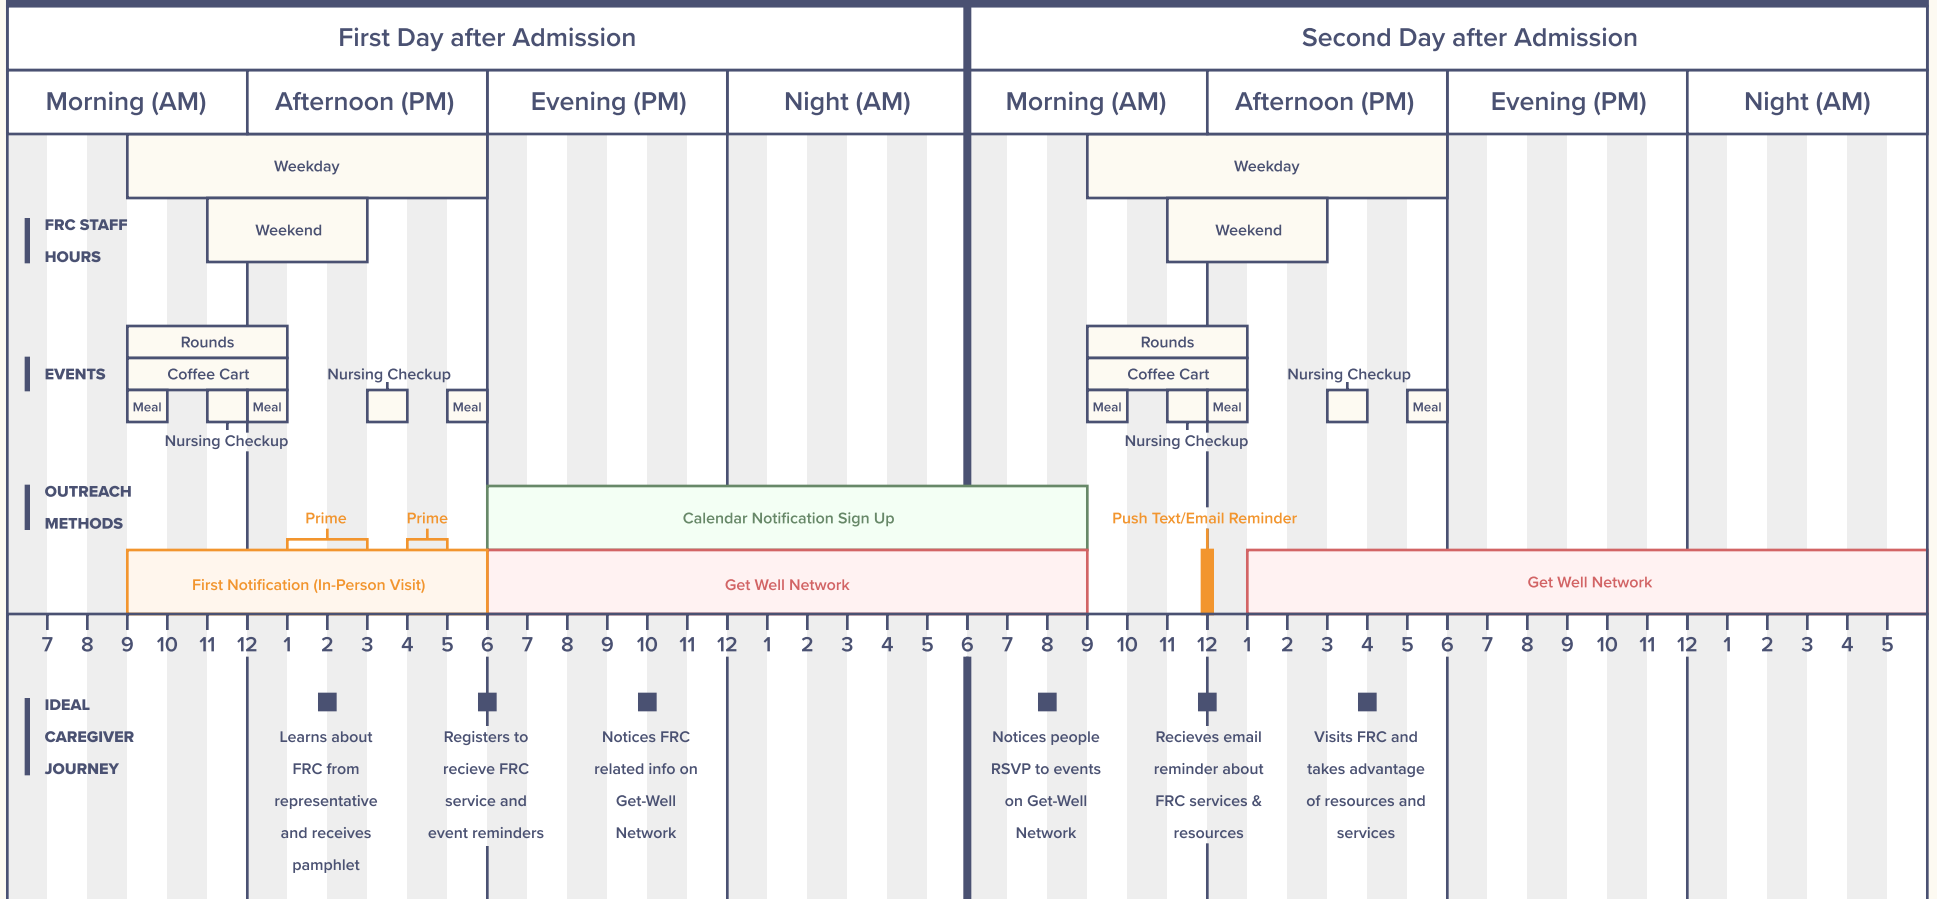 First Day after Admission
Second Day after Admission
Morning (AM)
Afternoon (PM)
Evening (PM)
Night (AM)
Morning (AM)
Afternoon (PM)
Evening (PM)
Night (AM)
FRC STAFF
HOURS
Weekday
Weekend
Weekday
Weekend
EVENTS
Rounds
Coffee Cart
Meal
Meal
Nursing Checkup
Nursing Checkup
Meal
Rounds
Coffee Cart
Meal
Meal
Nursing Checkup
Nursing Checkup
Meal
OUTREACH
METHODS
Prime
Prime
Calendar Notification Sign Up
Push Text/Email Reminder
First Notification (In-Person Visit)
Get Well Network
Get Well Network
7 8 9 10 11 12 1 2 3 4 5 6 7 8 9 10 11 12 1 2 3 4 5 6 7 8 9 10 11 12 1 2 3 4 5 6 7 8 9 10 11 12 1 2 3 4 5
IDEAL
CAREGIVER
JOURNEY
Learns about
FRC from
representative
and receives
pamphlet
Registers to
recieve FRC
service and
event reminders
Notices FRC
related info on
Get-Well
Network
Notices people
RSVP to events
on Get-Well
Network
Recieves email
reminder about
FRC services &
resources
Visits FRC and
takes advantage
of resources and
services